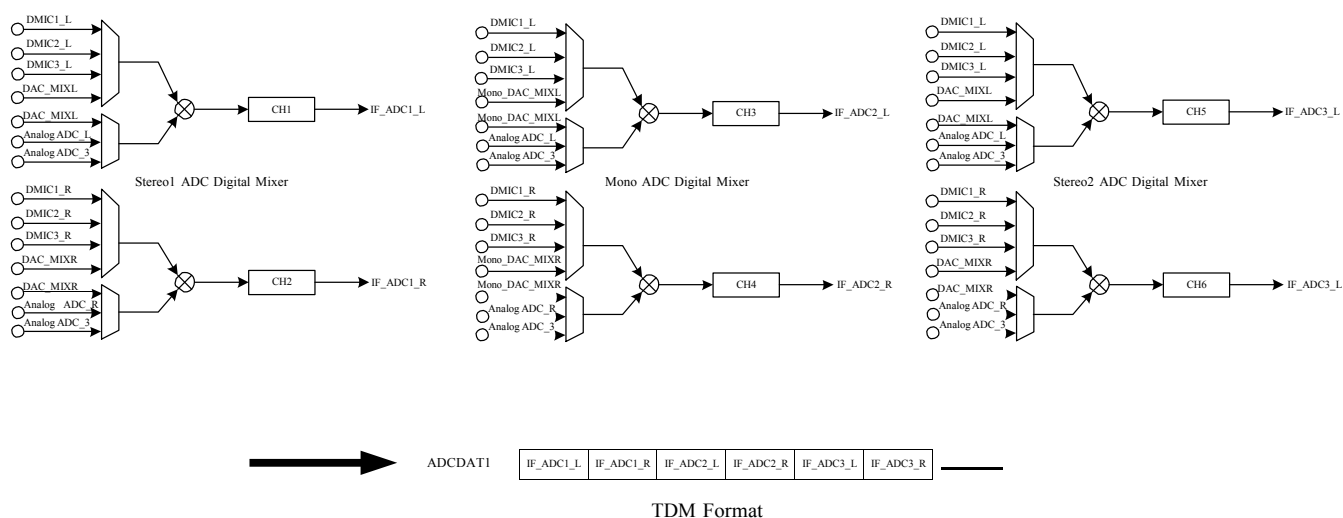 DMIC1_L
DMIC2_L
DMIC3_L
DAC_MIXL
DAC_MIXL
Analog ADC_L
Analog ADC_3
CH1
IF_ADC1_L
Stereo1 ADC Digital Mixer
DMIC1_R
DMIC2_R
DMIC3_R
DAC_MIXR
DAC_MIXR
Analog ADC_R
Analog ADC_3
CH2
IF_ADC1_R
DMIC1_L
DMIC2_L
DMIC3_L
Mono_DAC_MIXL
Mono_DAC_MIXL
Analog ADC_L
Analog ADC_3
CH3
IF_ADC2_L
Mono ADC Digital Mixer
DMIC1_R
DMIC2_R
DMIC3_R
Mono_DAC_MIXR
Mono_DAC_MIXR
Analog ADC_R
Analog ADC_3
CH4
IF_ADC2_R
DMIC1_L
DMIC2_L
DMIC3_L
DAC_MIXL
DAC_MIXL
Analog ADC_L
Analog ADC_3
CH5
IF_ADC3_L
Stereo2 ADC Digital Mixer
DMIC1_R
DMIC2_R
DMIC3_R
DAC_MIXR
DAC_MIXR
Analog ADC_R
Analog ADC_3
CH6
IF_ADC3_L
ADCDAT1 IF_ADC1_L IF_ADC1_R IF_ADC2_L IF_ADC2_R IF_ADC3_L IF_ADC3_R
TDM Format